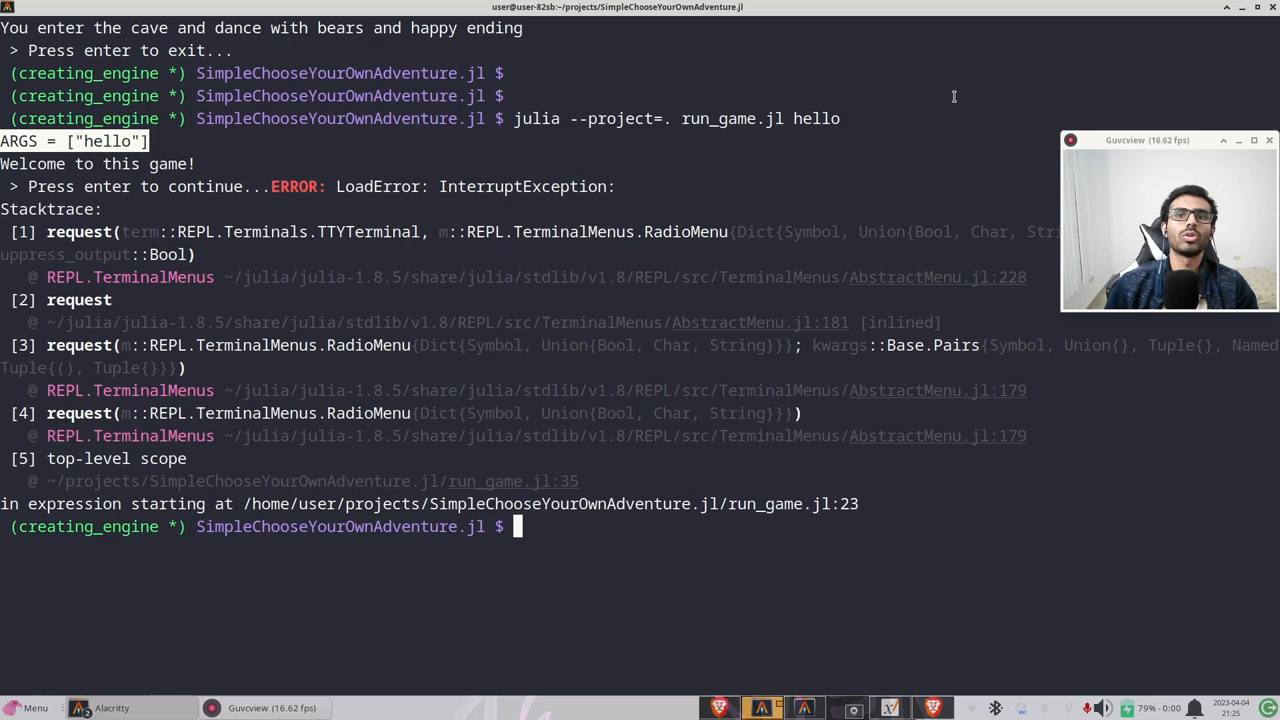 user@user-82sb:~/projects/SimpleChooseYourOwnAdventure.jl
You enter the cave and dance with bears and happy ending
> Press enter to exit...
(creating_engine *) SimpleChooseYourOwnAdventure.jl $
(creating_engine *) SimpleChooseYourOwnAdventure.jl $
(creating_engine *) SimpleChooseYourOwnAdventure.jl $ julia --project=. run_game.jl hello
ARGS = ["hello"]
Welcome to this game!
> Press enter to continue...ERROR: LoadError: InterruptException:
Stacktrace:
[1] request(term::REPL.Terminals.TTYTerminal, m::REPL.TerminalMenus.RadioMenu{Dict{Symbol, Union{Bool, Char, Stri
uppress_output::Bool)
@ REPL.TerminalMenus ~/julia/julia-1.8.5/share/julia/stdlib/v1.8/REPL/src/TerminalMenus/AbstractMenu.jl:228
[2] request
@ ~/julia/julia-1.8.5/share/julia/stdlib/v1.8/REPL/src/TerminalMenus/AbstractMenu.jl:181 [inlined]
[3] request(m::REPL.TerminalMenus.RadioMenu{Dict{Symbol, Union{Bool, Char, String}}}; kwargs::Base.Pairs{Symbol, Union{}, Tuple{}, Named
Tuple{(), Tuple{}}})
@ REPL.TerminalMenus ~/julia/julia-1.8.5/share/julia/stdlib/v1.8/REPL/src/TerminalMenus/AbstractMenu.jl:179
[4] request(m::REPL.TerminalMenus.RadioMenu{Dict{Symbol, Union{Bool, Char, String}}})
@ REPL.TerminalMenus ~/julia/julia-1.8.5/share/julia/stdlib/v1.8/REPL/src/TerminalMenus/AbstractMenu.jl:179
[5] top-level scope
@ ~/projects/SimpleChooseYourOwnAdventure.jl/run_game.jl:35
in expression starting at /home/user/projects/SimpleChooseYourOwnAdventure.jl/run_game.jl:23
(creating_engine *) SimpleChooseYourOwnAdventure.jl $
Guvcview (16.62 fps)
Menu
2
Alacritty
Guvcview (16.62 fps)
79% - 0:00
2023-04-04
21:25